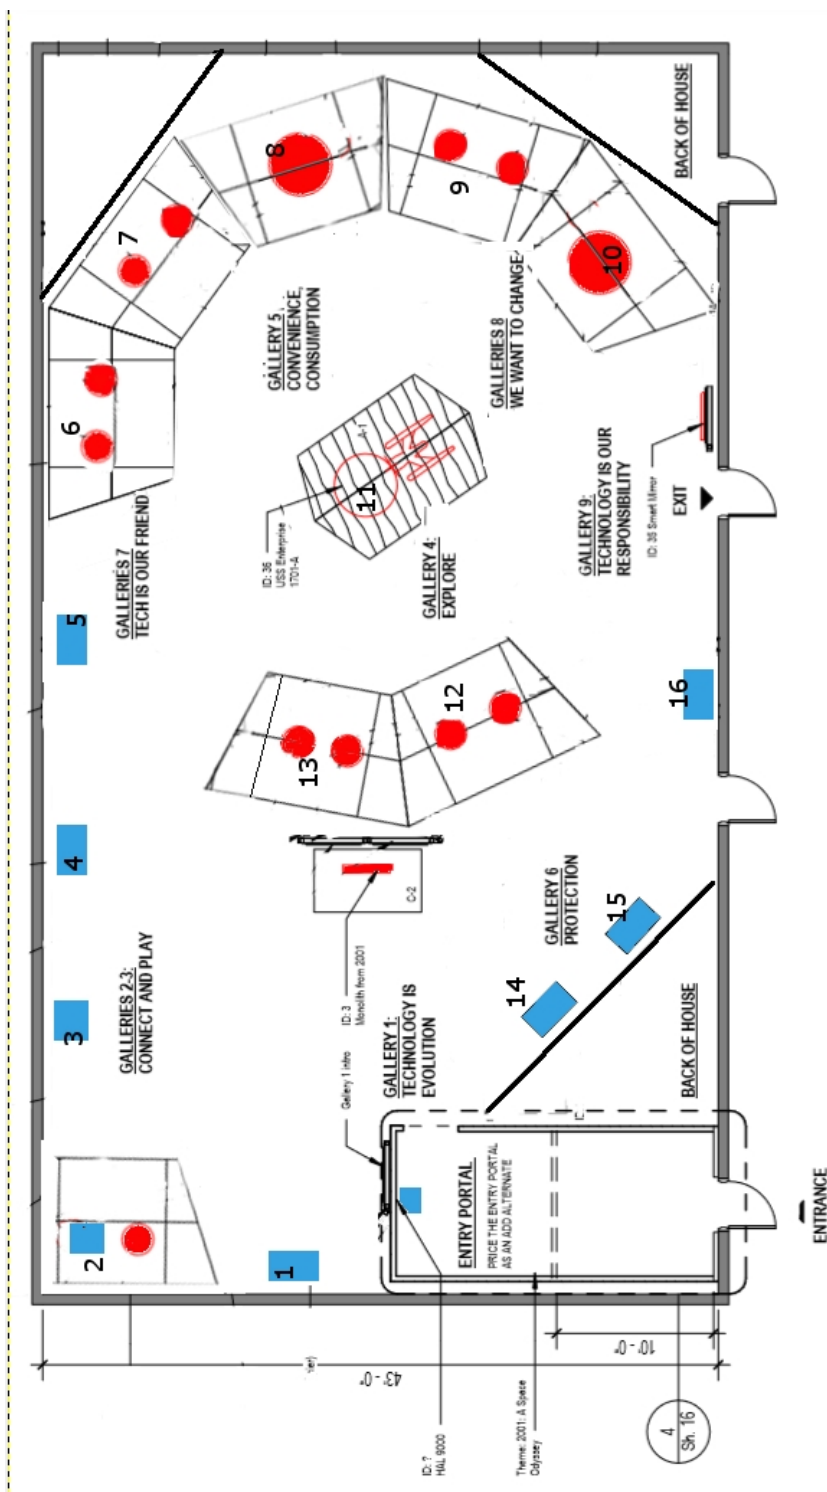 BACK OF HOUSE
8
9
7
10
GALLERY 5
CONVENIENCE,
CONSUMPTION
GALLERIES 8
WE WANT TO CHANGE
6
A-1
11
ID: 36
USS Enterprise
1701-A
GALLERY 4:
EXPLORE
GALLERIES 7
TECH IS OUR FRIEND
GALLERY 9:
TECHNOLOGY IS OUR
RESPONSIBILITY
ID: 35 Smart Mirror
EXIT
5
16
12
13
4
C-2
ID: 3
Monolith from 2001
GALLERY 6
PROTECTION
15
14
3
GALLERIES 2-3:
CONNECT AND PLAY
Gallery 1 intro
GALLERY 1:
TECHNOLOGY IS
EVOLUTION
BACK OF HOUSE
2
1
ENTRY PORTAL
PRICE THE ENTRY PORTAL
AS AN ADD ALTERNATE
ENTRANCE
43' - 0"
10' - 0"
ID: ?
HAL 9000
Theme: 2001: A Space
Odyssey
4
Sh. 16